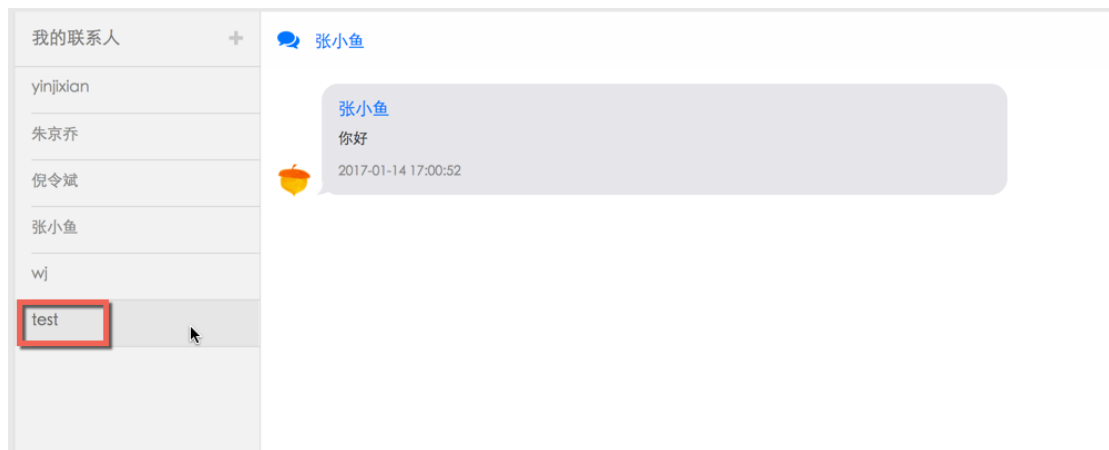 我的联系人
yinjixian
朱京乔
倪令斌
张小鱼
wj
test
张小鱼
张小鱼
你好
2017-01-14 17:00:52